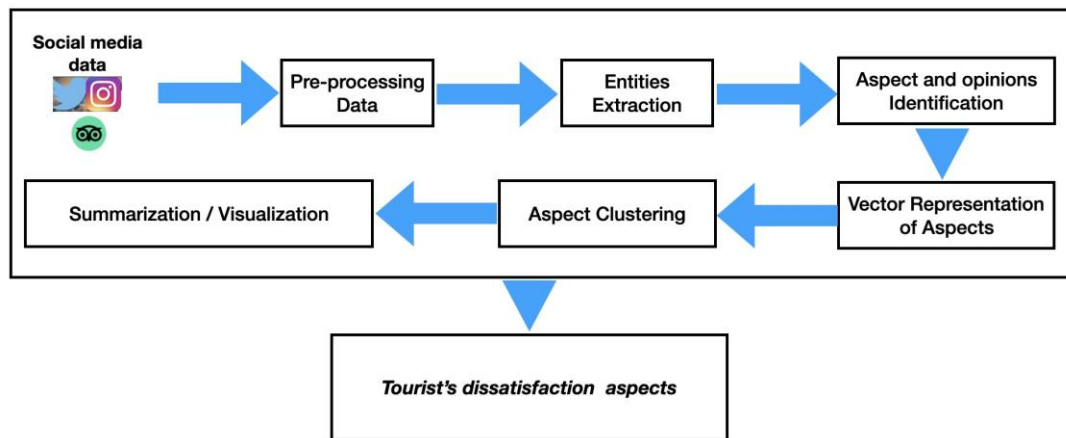 Social media
data
Pre-processing
Data
Entities
Extraction
Aspect and opinions
Identification
Vector Representation
of Aspects
Aspect Clustering
Summarization / Visualization
Tourist's dissatisfaction aspects